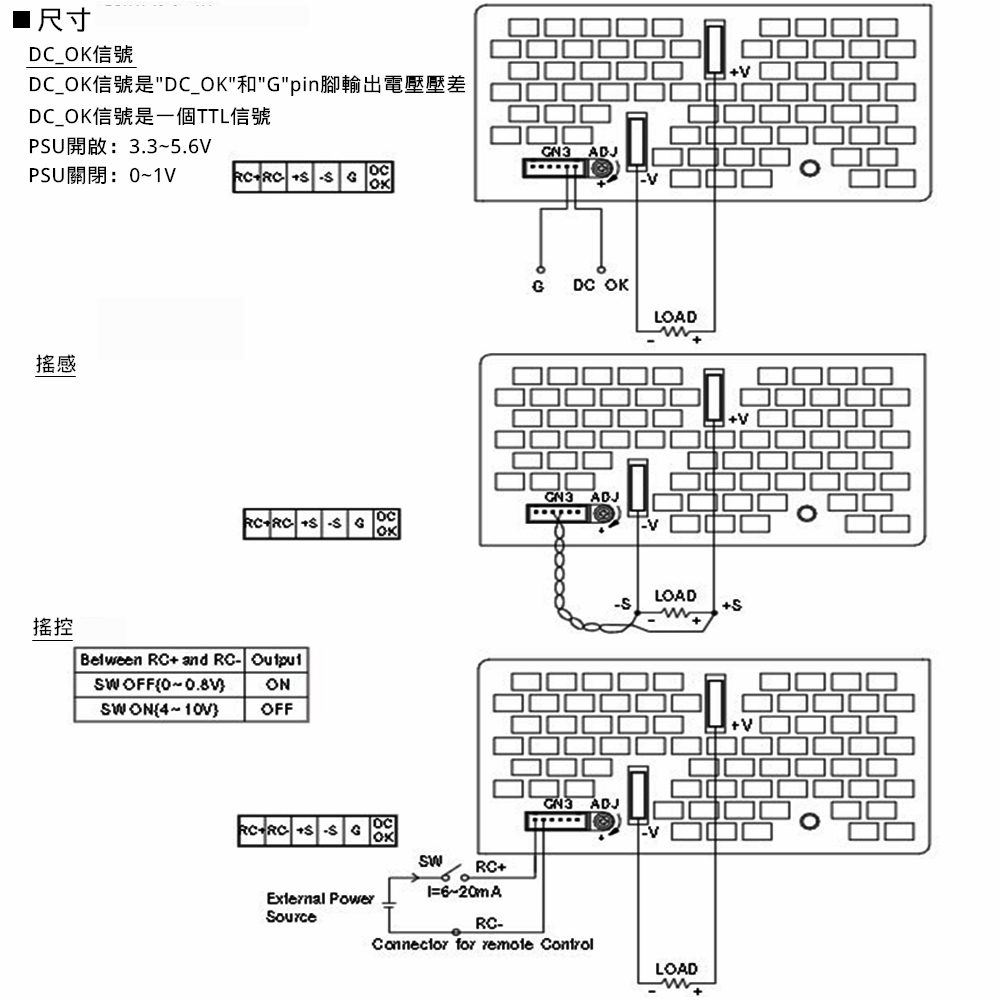 ■尺寸
DC_OK信號
DC_OK信號是"DC_OK"和"G"pin腳輸出電壓壓差
DC_OK信號是一個TTL信號
PSU開啟：3.3~5.6V
PSU關閉：0~1V
RC+ RC- +S -S G DC OK
+V
CN3 ADJ
+ -V
G DC OK
LOAD
- +
搖感
+V
CN3 ADJ
RC+ RC- +S -S G DC OK
+ -V
-S LOAD +S
- +
搖控
Between RC+ and RC- Output
SW OFF(0~0.8V) ON
SW ON(4~10V) OFF
+V
CN3 ADJ
RC+ RC- +S -S G DC OK
+ -V
SW RC+
I=6~20mA
External Power
Source
RC-
Connector for remote Control
LOAD
- +